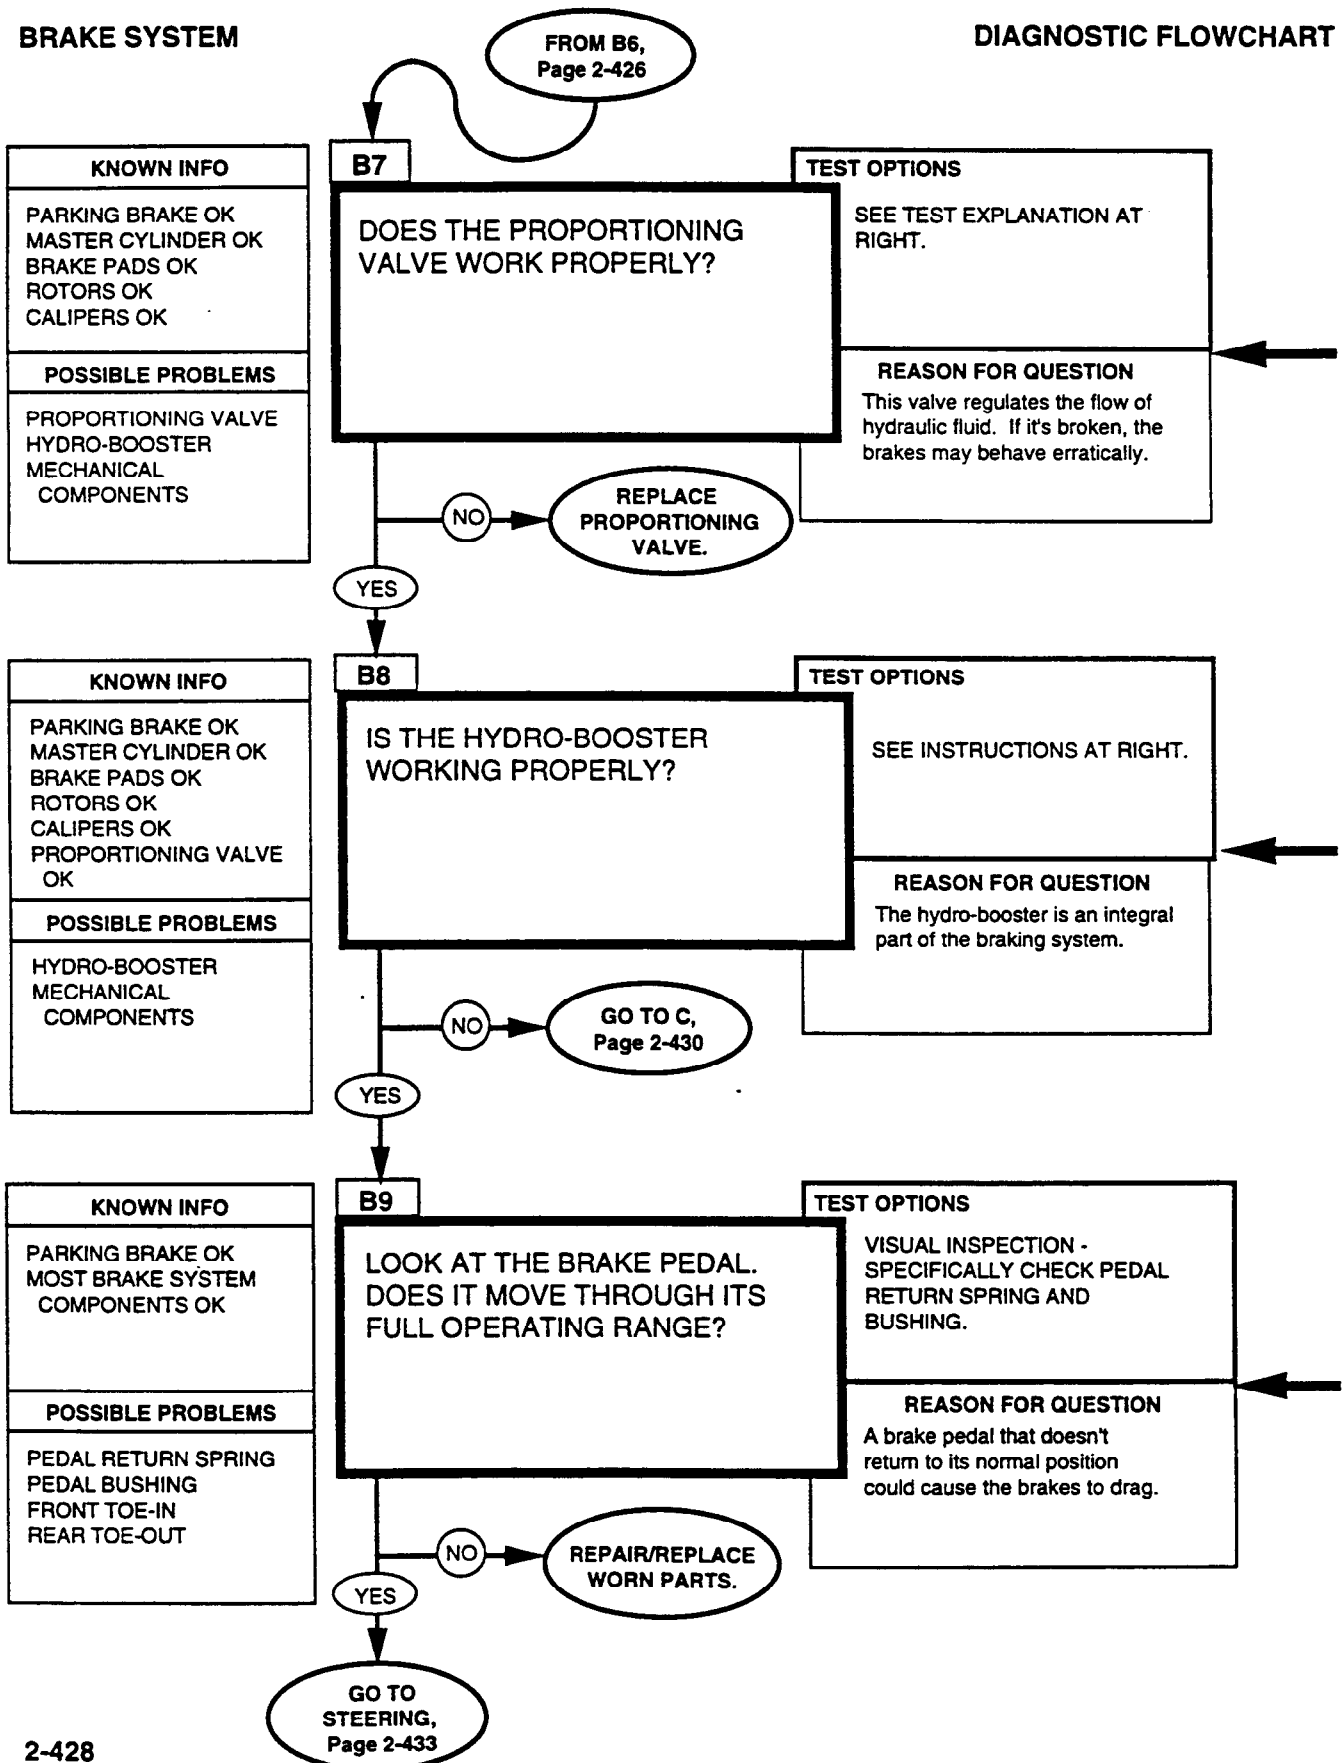 BRAKE SYSTEM
DIAGNOSTIC FLOWCHART
FROM B6,
Page 2-426
KNOWN INFO
PARKING BRAKE OK
MASTER CYLINDER OK
BRAKE PADS OK
ROTORS OK
CALIPERS OK
POSSIBLE PROBLEMS
PROPORTIONING VALVE
HYDRO-BOOSTER
MECHANICAL
COMPONENTS
B7
DOES THE PROPORTIONING
VALVE WORK PROPERLY?
TEST OPTIONS
SEE TEST EXPLANATION AT
RIGHT.
REASON FOR QUESTION
This valve regulates the flow of
hydraulic fluid. If it's broken, the
brakes may behave erratically.
NO
REPLACE
PROPORTIONING
VALVE.
YES
KNOWN INFO
PARKING BRAKE OK
MASTER CYLINDER OK
BRAKE PADS OK
ROTORS OK
CALIPERS OK
PROPORTIONING VALVE
OK
POSSIBLE PROBLEMS
HYDRO-BOOSTER
MECHANICAL
COMPONENTS
B8
IS THE HYDRO-BOOSTER
WORKING PROPERLY?
TEST OPTIONS
SEE INSTRUCTIONS AT RIGHT.
REASON FOR QUESTION
The hydro-booster is an integral
part of the braking system.
NO
GO TO C,
Page 2-430
YES
KNOWN INFO
PARKING BRAKE OK
MOST BRAKE SYSTEM
COMPONENTS OK
POSSIBLE PROBLEMS
PEDAL RETURN SPRING
PEDAL BUSHING
FRONT TOE-IN
REAR TOE-OUT
B9
LOOK AT THE BRAKE PEDAL.
DOES IT MOVE THROUGH ITS
FULL OPERATING RANGE?
TEST OPTIONS
VISUAL INSPECTION -
SPECIFICALLY CHECK PEDAL
RETURN SPRING AND
BUSHING.
REASON FOR QUESTION
A brake pedal that doesn't
return to its normal position
could cause the brakes to drag.
NO
REPAIR/REPLACE
WORN PARTS.
YES
GO TO
STEERING,
Page 2-433
2-428